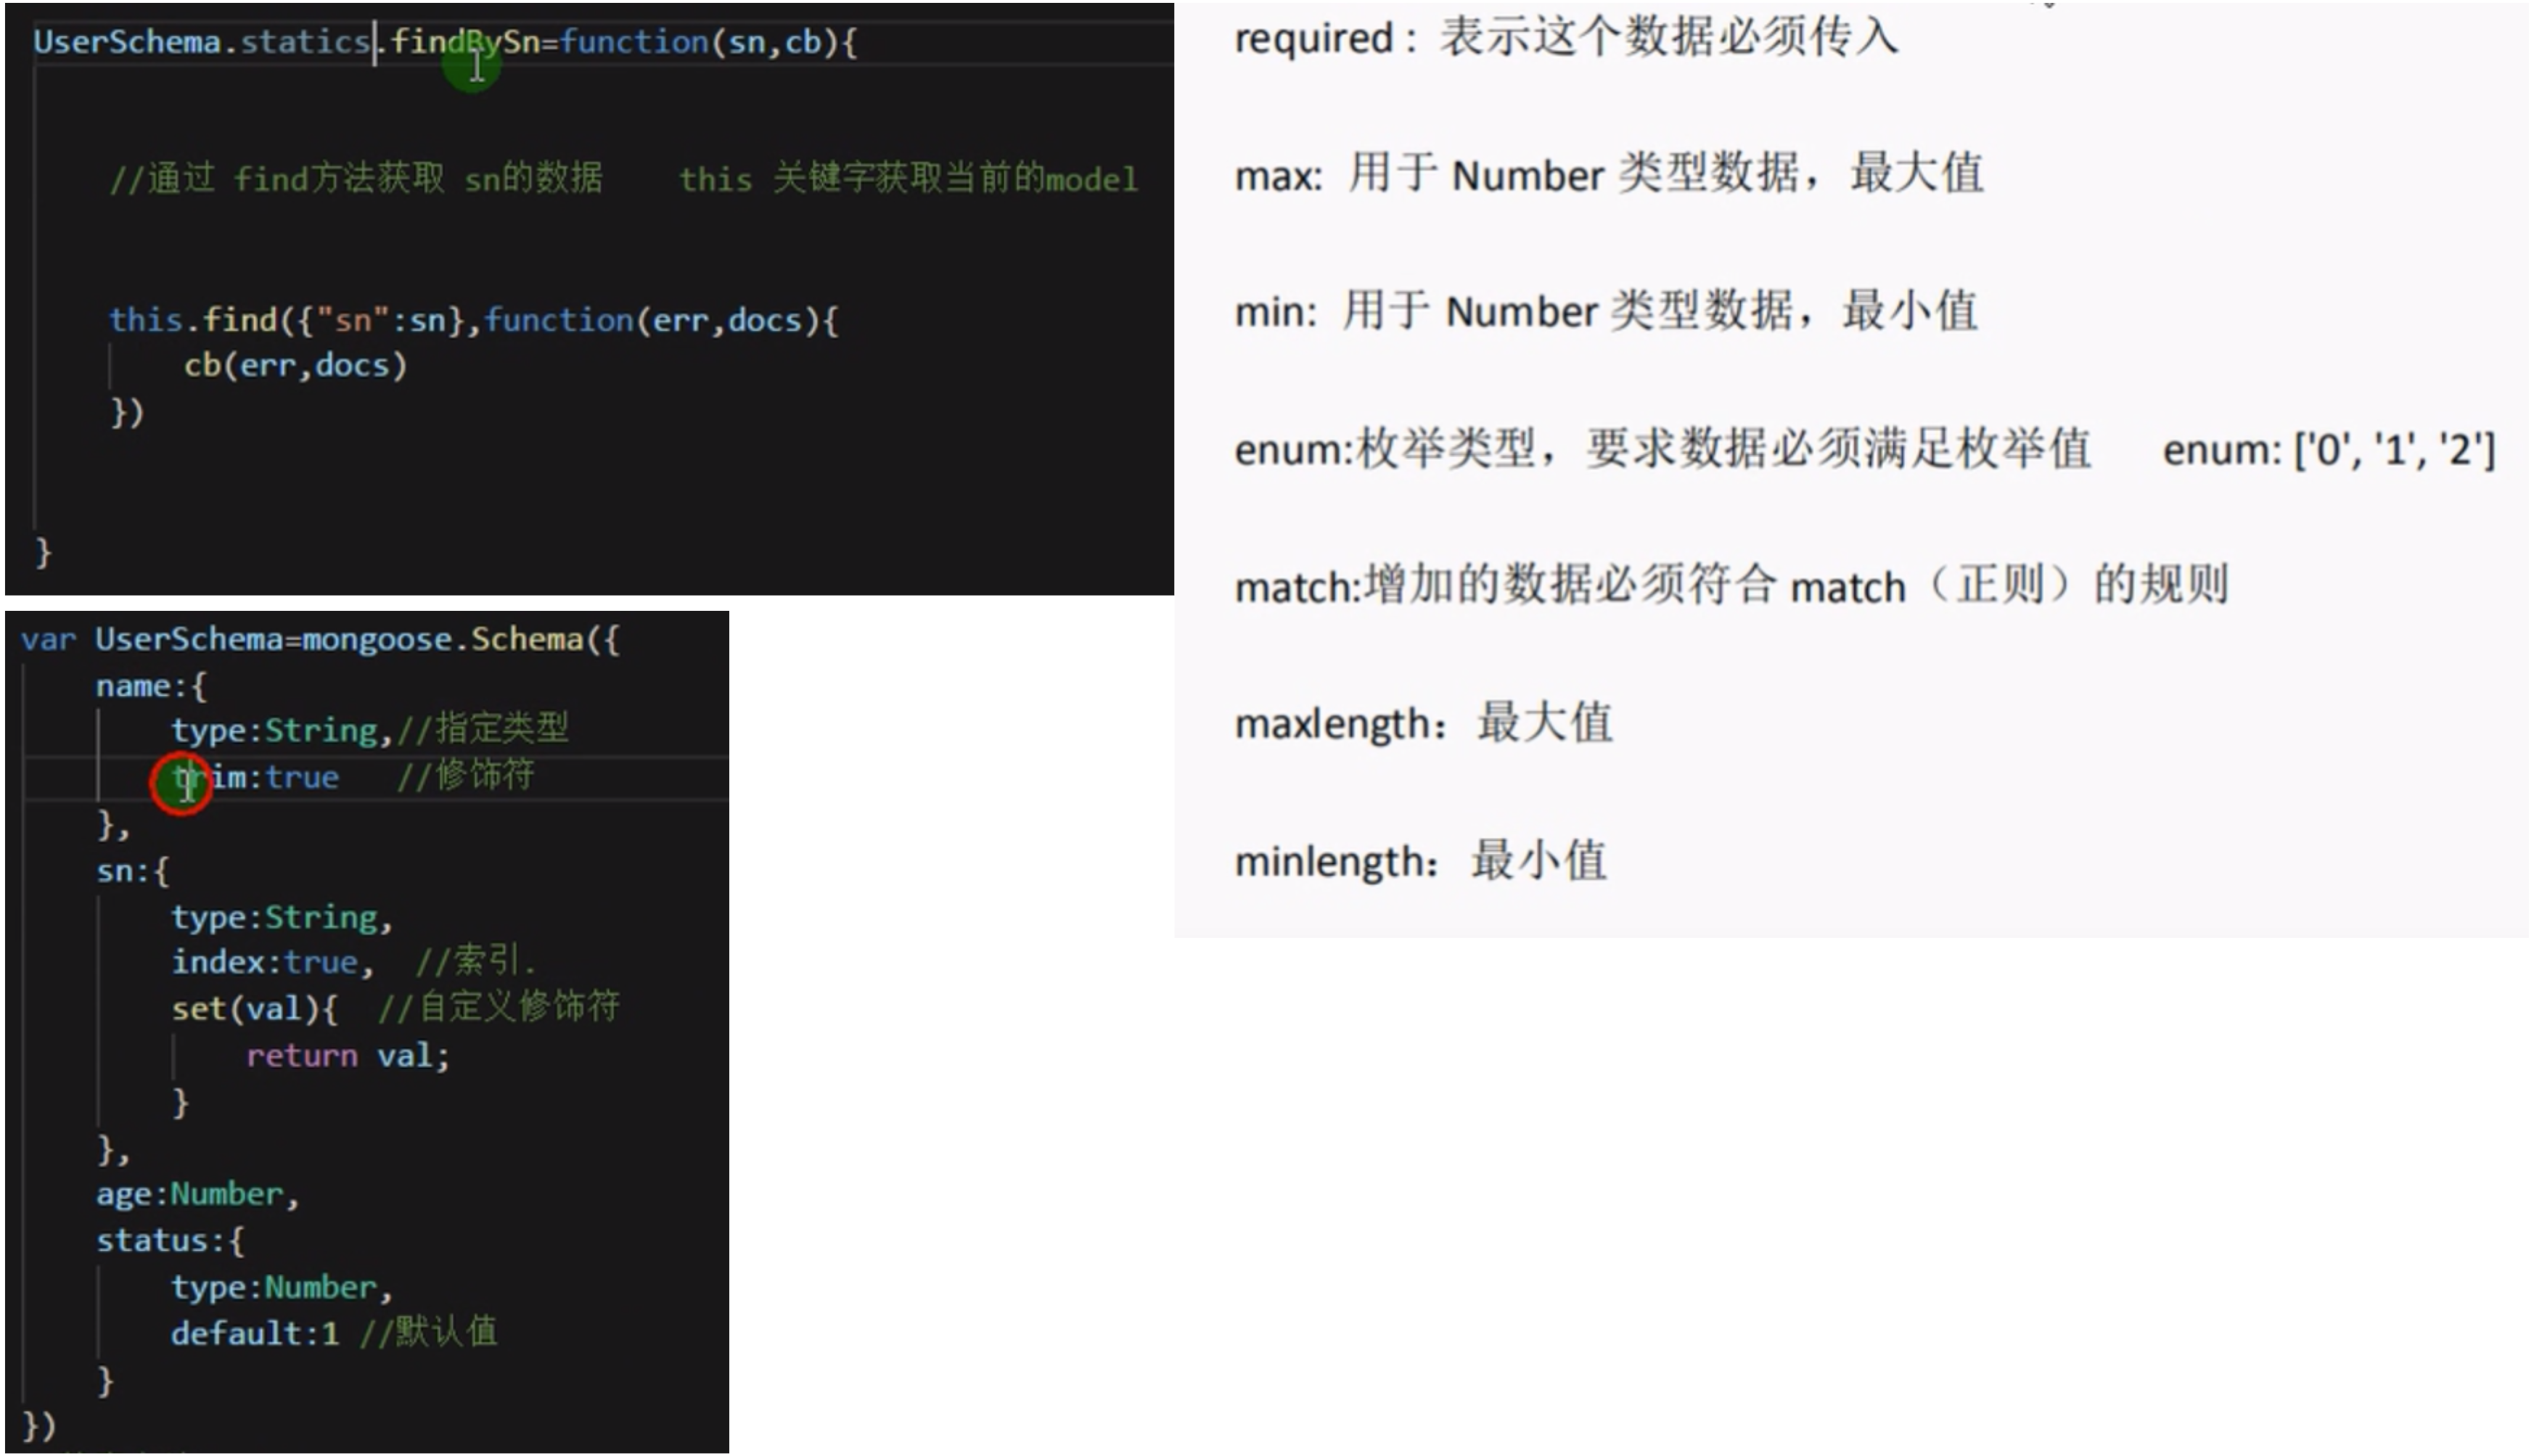 UserSchema.statics.findBySn=function(sn,cb){
//通过 find方法获取 sn的数据    this 关键字获取当前的model
this.find({"sn":sn},function(err,docs){
cb(err,docs)
})
}
var UserSchema=mongoose.Schema({
name:{
type:String,//指定类型
trim:true   //修饰符
},
sn:{
type:String,
index:true,  //索引.
set(val){  //自定义修饰符
return val;
}
},
age:Number,
status:{
type:Number,
default:1 //默认值
}
})
required : 表示这个数据必须传入
max: 用于 Number 类型数据，最大值
min: 用于 Number 类型数据，最小值
enum:枚举类型，要求数据必须满足枚举值    enum: ['0', '1', '2']
match:增加的数据必须符合 match（正则）的规则
maxlength：最大值
minlength：最小值